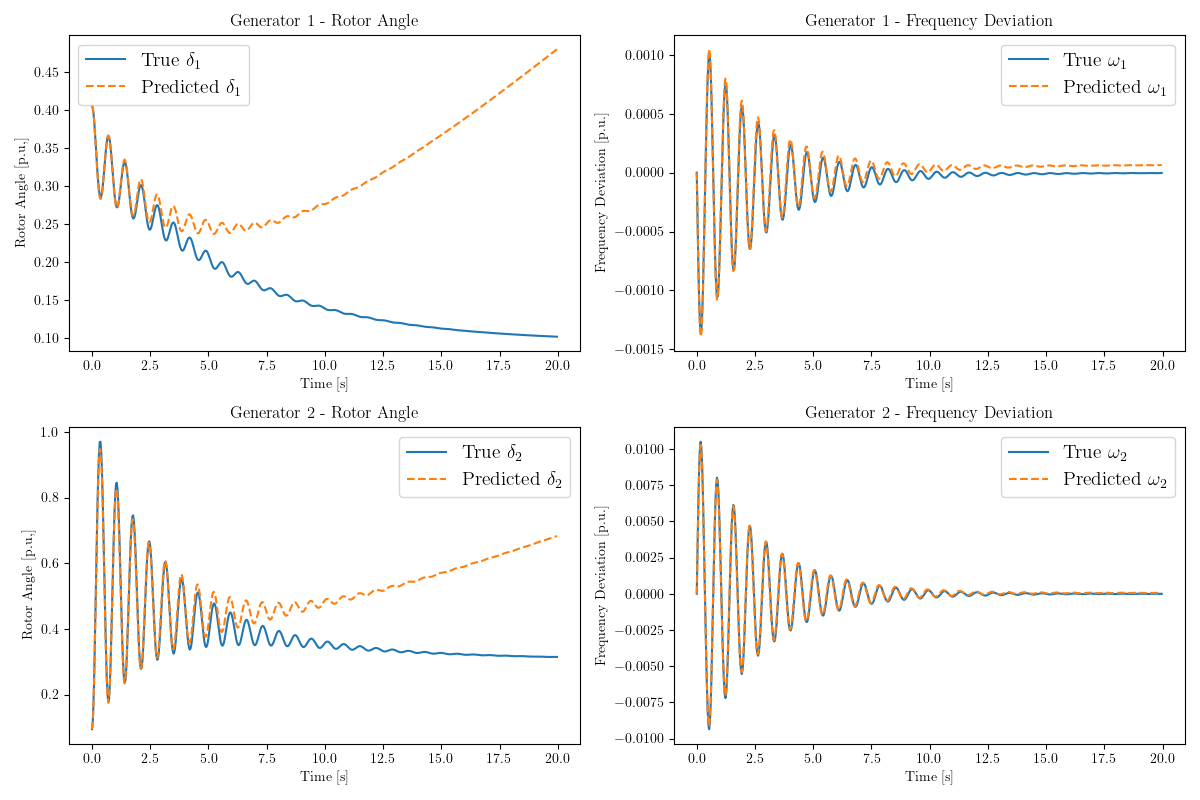 Generator 1 - Rotor Angle
True δ₁
Predicted δ₁
Rotor Angle [p.u,]
0.45
0.40
0.35
0.30
0.25
0.20
0.15
0.10
0.0 2.5 5.0 7.5 10.0 12.5 15.0 17.5 20.0
Time [s]
Generator 1 - Frequency Deviation
True ω₁
Predicted ω₁
Frequency Deviation [p.u.]
0.0010
0.0005
0.0000
−0.0005
−0.0010
−0.0015
0.0 2.5 5.0 7.5 10.0 12.5 15.0 17.5 20.0
Time [s]
Generator 2 - Rotor Angle
True δ₂
Predicted δ₂
Rotor Angle [p.u,]
1.0
0.8
0.6
0.4
0.2
0.0 2.5 5.0 7.5 10.0 12.5 15.0 17.5 20.0
Time [s]
Generator 2 - Frequency Deviation
True ω₂
Predicted ω₂
Frequency Deviation [p.u.]
0.0100
0.0075
0.0050
0.0025
0.0000
−0.0025
−0.0050
−0.0075
−0.0100
0.0 2.5 5.0 7.5 10.0 12.5 15.0 17.5 20.0
Time [s]